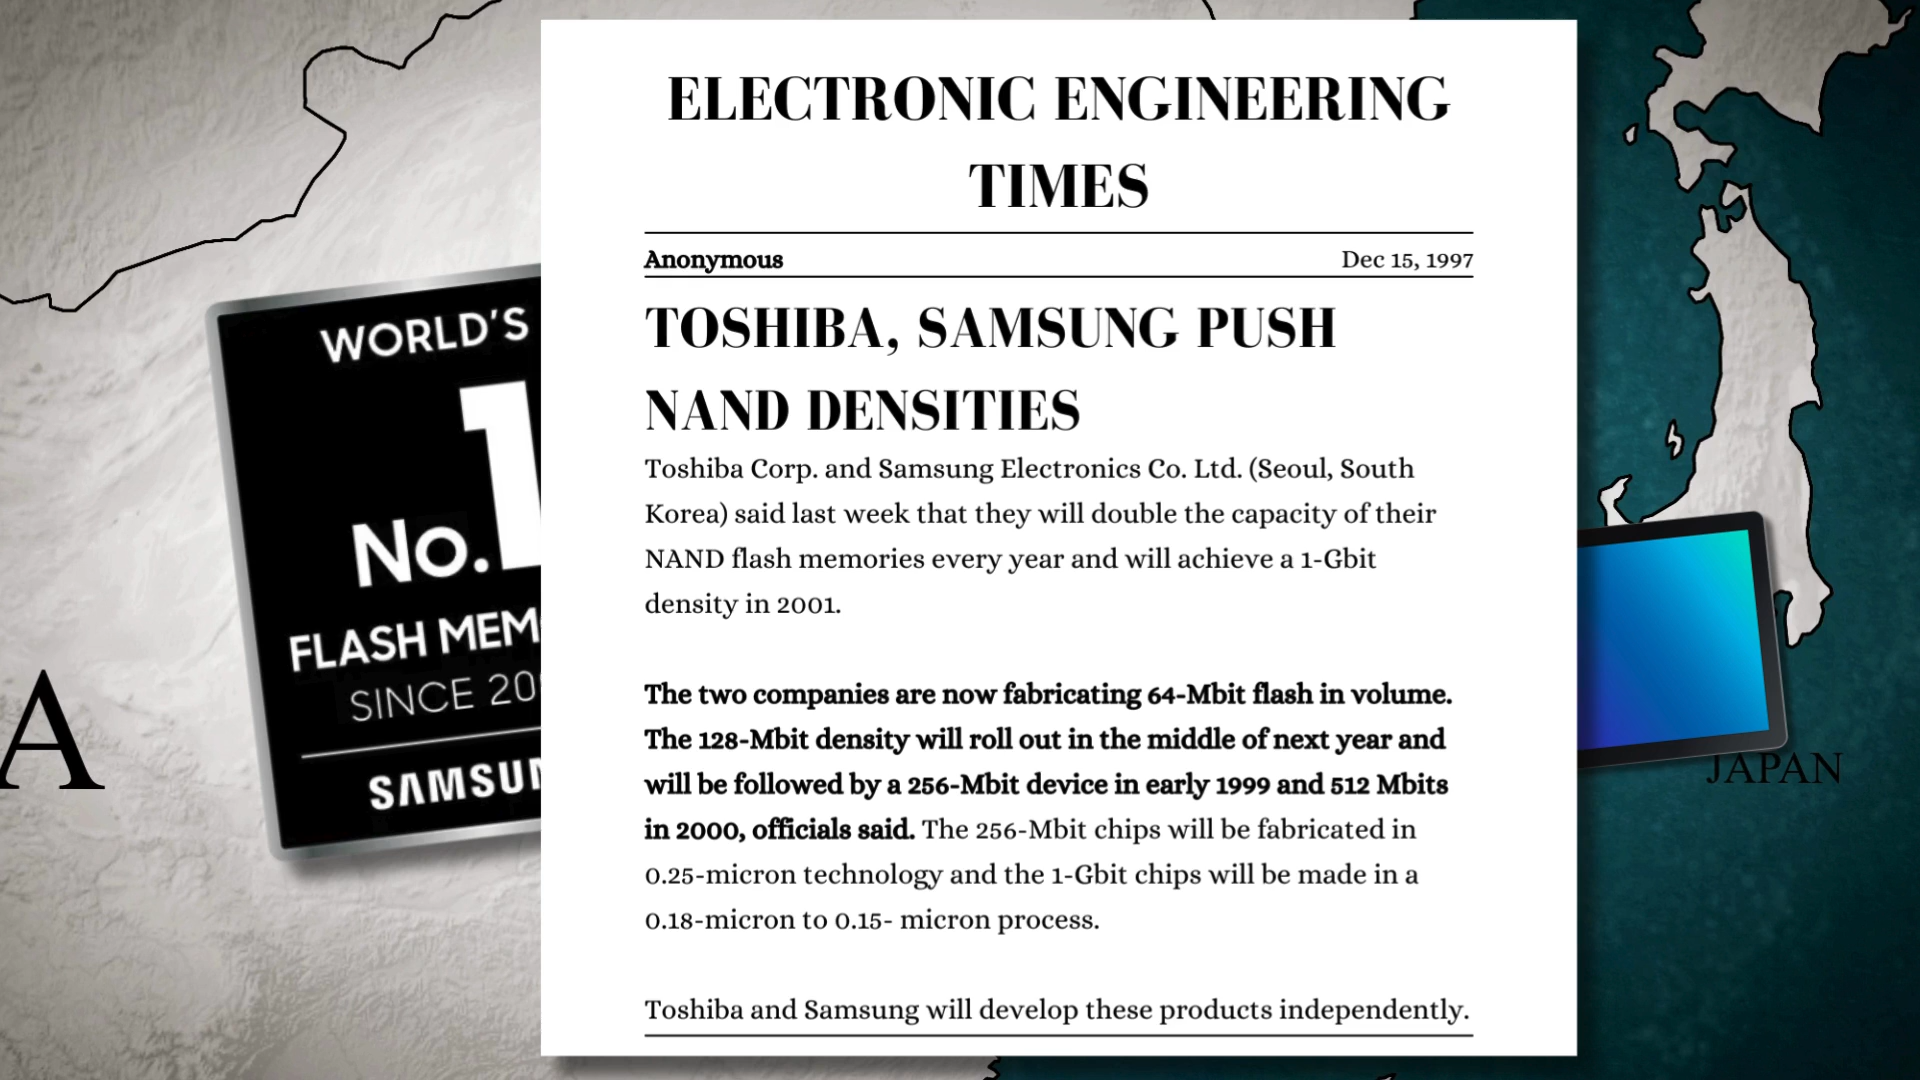 ELECTRONIC ENGINEERING
TIMES
Anonymous
Dec 15, 1997
TOSHIBA, SAMSUNG PUSH
NAND DENSITIES
Toshiba Corp. and Samsung Electronics Co. Ltd. (Seoul, South
Korea) said last week that they will double the capacity of their
NAND flash memories every year and will achieve a 1-Gbit
density in 2001.
The two companies are now fabricating 64-Mbit flash in volume.
The 128-Mbit density will roll out in the middle of next year and
will be followed by a 256-Mbit device in early 1999 and 512 Mbits
in 2000, officials said. The 256-Mbit chips will be fabricated in
0.25-micron technology and the 1-Gbit chips will be made in a
0.18-micron to 0.15- micron process.
Toshiba and Samsung will develop these products independently.
WORLD'S
No.1
FLASH
SINCE
A
JAPAN